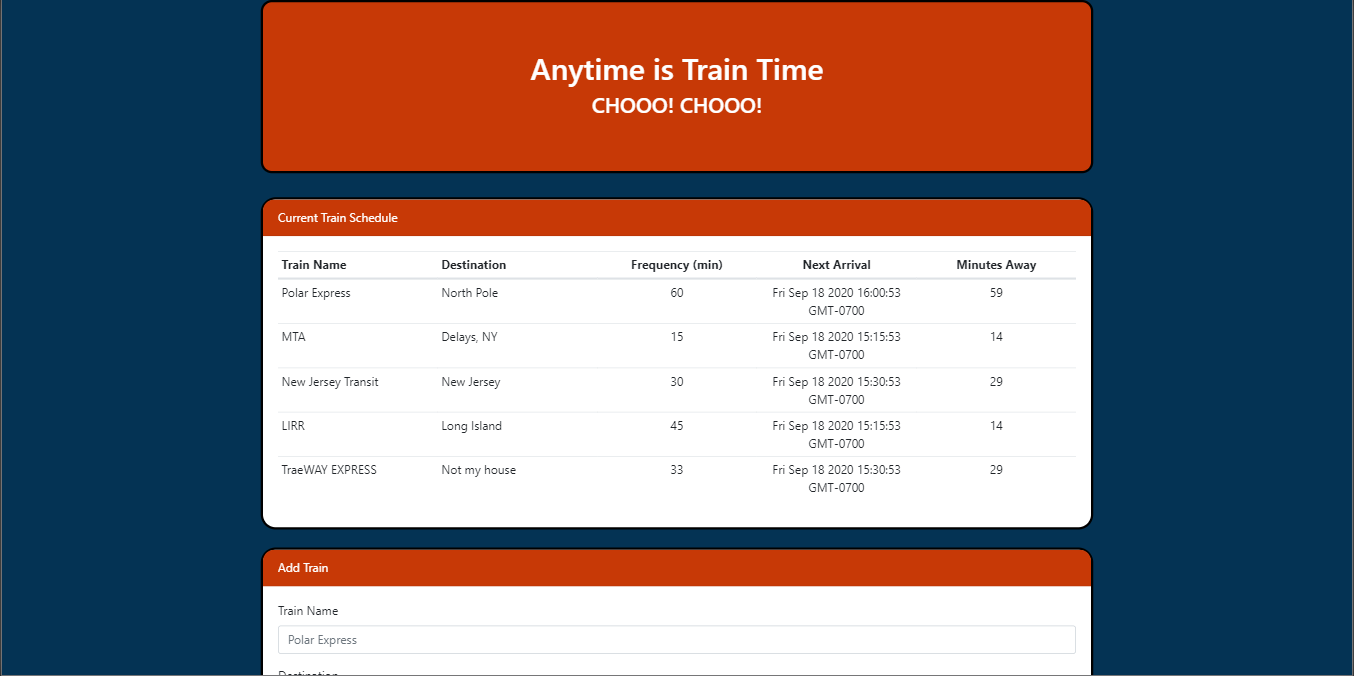 Anytime is Train Time
CHOOO! CHOOO!
Current Train Schedule
Train Name Destination Frequency (min) Next Arrival Minutes Away
Polar Express North Pole 60 Fri Sep 18 2020 16:00:53 59
GMT-0700
MTA Delays, NY 15 Fri Sep 18 2020 15:15:53 14
GMT-0700
New Jersey Transit New Jersey 30 Fri Sep 18 2020 15:30:53 29
GMT-0700
LIRR Long Island 45 Fri Sep 18 2020 15:15:53 14
GMT-0700
TraeWAY EXPRESS Not my house 33 Fri Sep 18 2020 15:30:53 29
GMT-0700
Add Train
Train Name
Polar Express
Destination